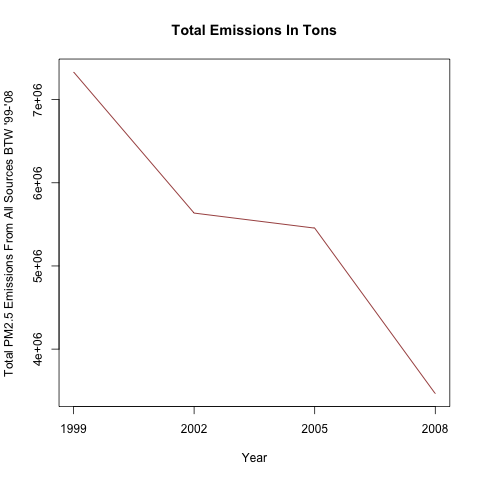 Total Emissions In Tons
Total PM2.5 Emissions From All Sources BTW '99-'08
7e+06
6e+06
5e+06
4e+06
1999 2002 2005 2008
Year